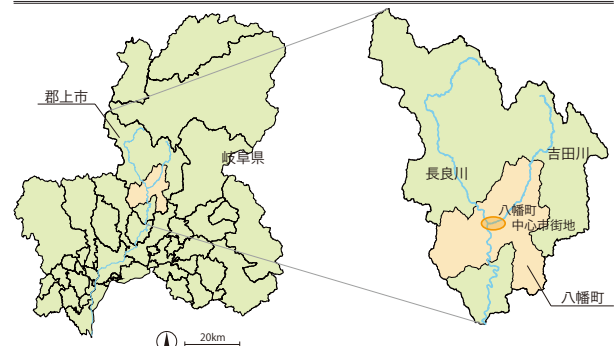 郡上市
岐阜県
20km
長良川
吉田川
八幡町
中心市街地
八幡町